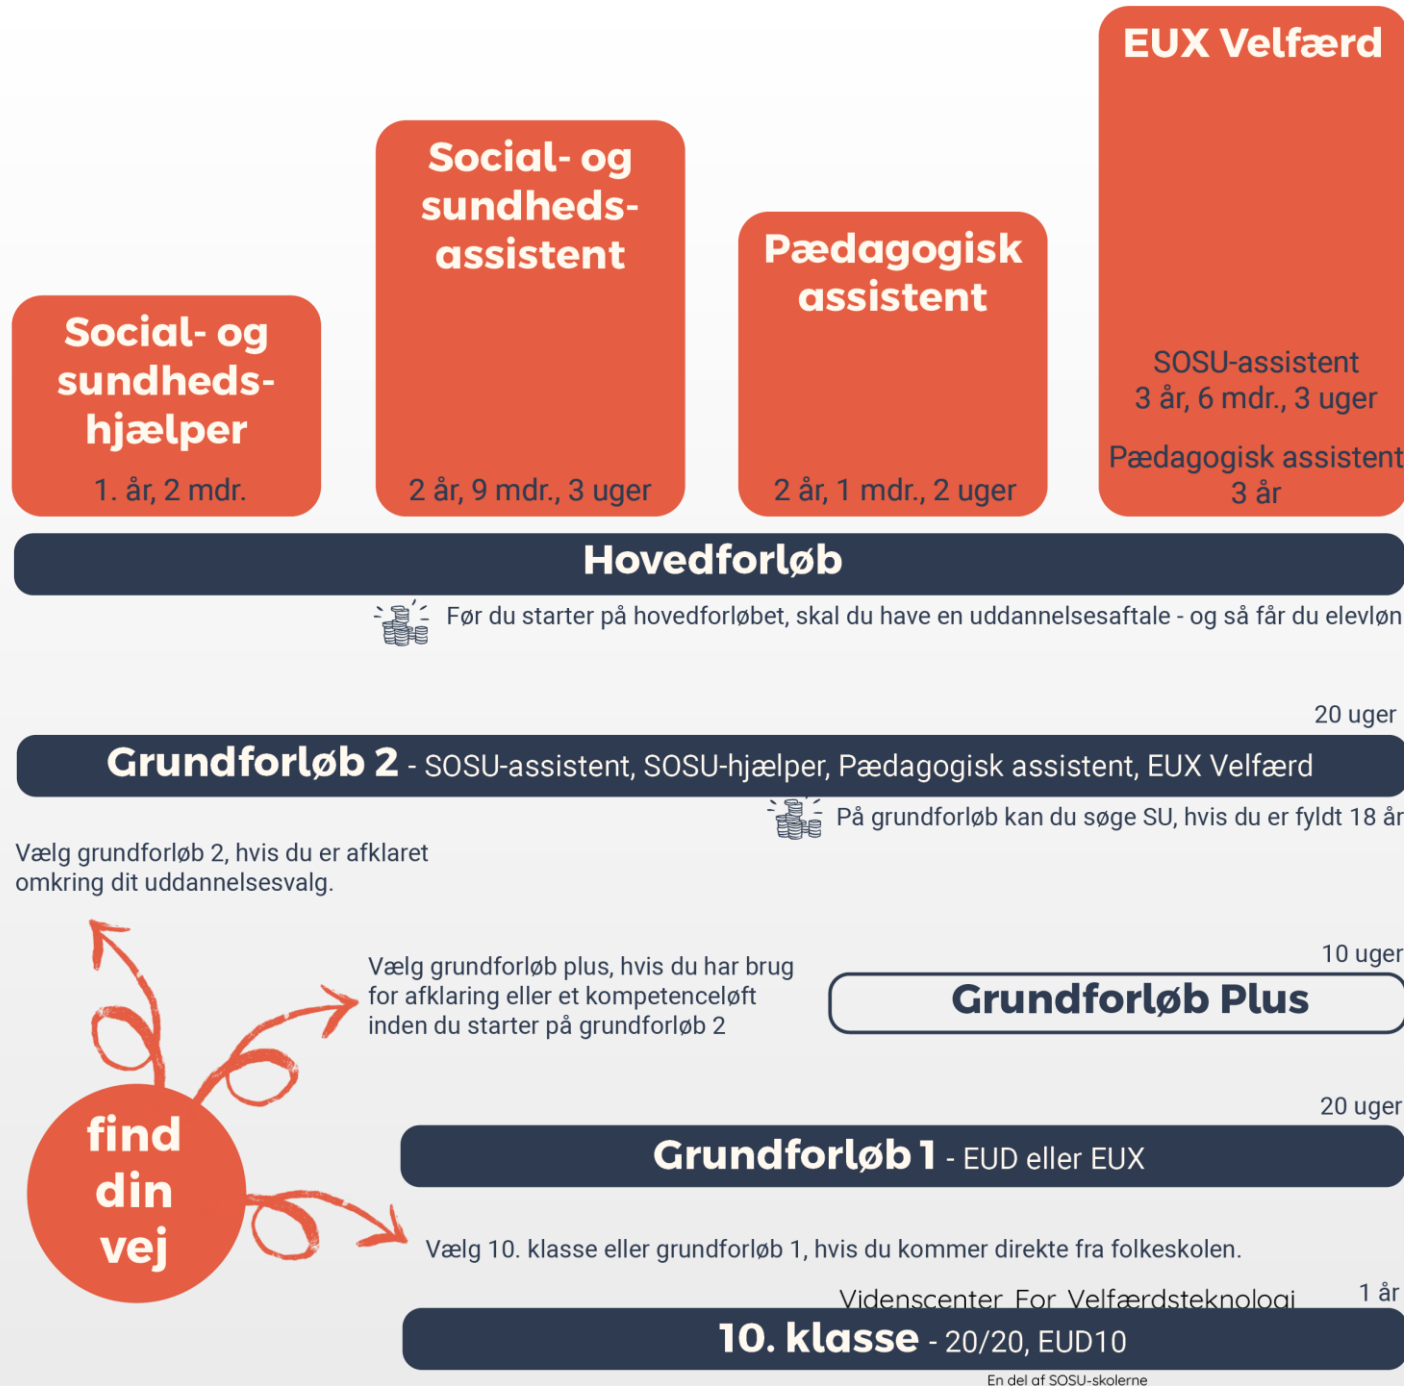 EUX Velfærd
SOSU-assistent
3 år, 6 mdr., 3 uger
Pædagogisk assistent
3 år
Social- og
sundheds-
assistent
2 år, 9 mdr., 3 uger
Pædagogisk
assistent
2 år, 1 mdr., 2 uger
Social- og
sundheds-
hjælper
1. år, 2 mdr.
Hovedforløb
Før du starter på hovedforløbet, skal du have en uddannelsesaftale - og så får du elevløn
20 uger
Grundforløb 2 - SOSU-assistent, SOSU-hjælper, Pædagogisk assistent, EUX Velfærd
På grundforløb kan du søge SU, hvis du er fyldt 18 år
Vælg grundforløb 2, hvis du er afklaret
omkring dit uddannelsesvalg.
Vælg grundforløb plus, hvis du har brug
for afklaring eller et kompetenceløft
inden du starter på grundforløb 2
10 uger
Grundforløb Plus
find
din
vej
20 uger
Grundforløb 1 - EUD eller EUX
Vælg 10. klasse eller grundforløb 1, hvis du kommer direkte fra folkeskolen.
Videnscenter For Velfærdsteknologi
1 år
10. klasse - 20/20, EUD10
En del af SOSU-skolerne